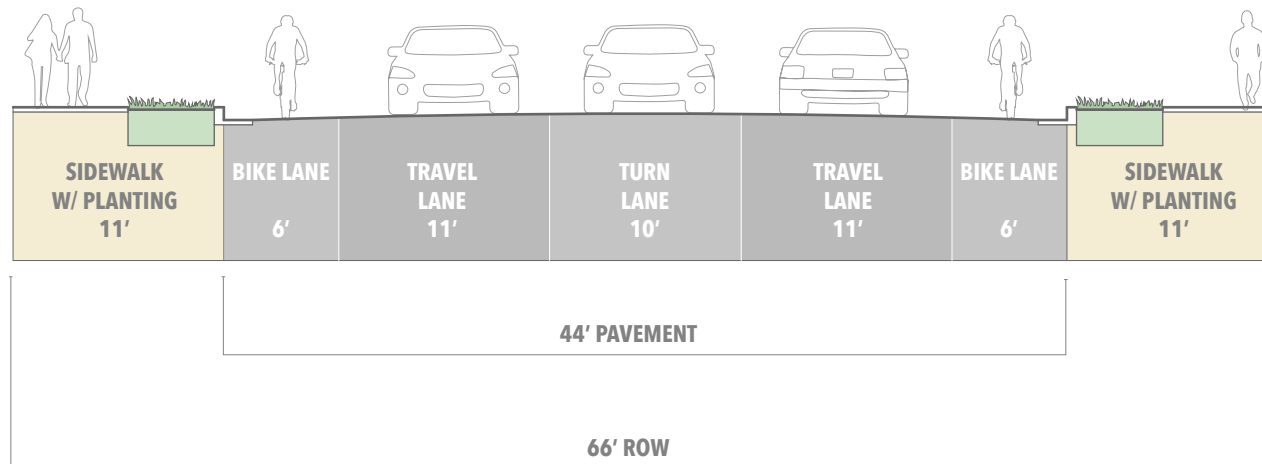 SIDEWALK
W/ PLANTING
11′
BIKE LANE
6′
TRAVEL
LANE
11′
TURN
LANE
10′
TRAVEL
LANE
11′
BIKE LANE
6′
SIDEWALK
W/ PLANTING
11′
44′ PAVEMENT
66′ ROW